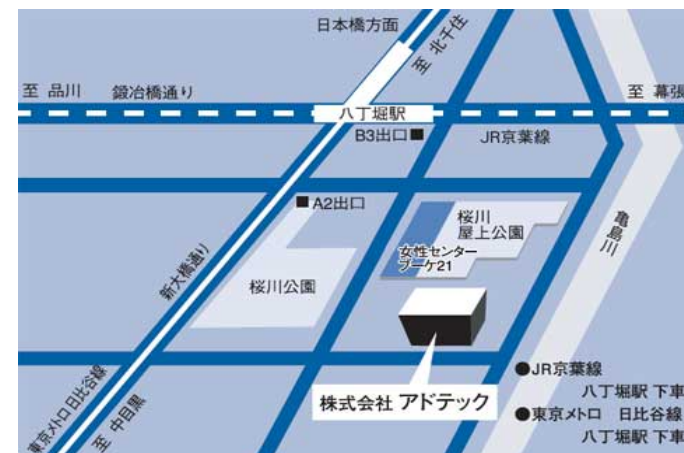 日本橋方面
至 北千住
至 品川
鍛冶橋通り
至 幕張
八丁堀駅
B3出口
JR京葉線
A2出口
桜川
屋上公園
亀島川
女性センター
ブーケ21
新大橋通り
桜川公園
東京メトロ日比谷線
至 中目黒
株式会社 アドテック
●JR京葉線
八丁堀駅 下車
●東京メトロ 日比谷線
八丁堀駅 下車